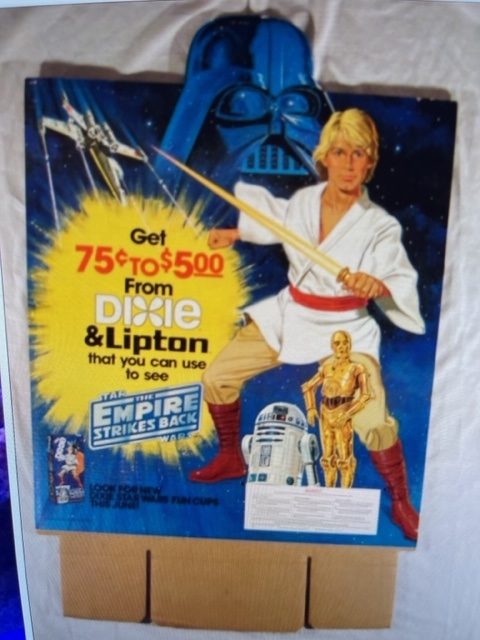 Get
75¢ TO $5.00
From
DIXIE
&Lipton
that you can use
to see
STAR THE
EMPIRE
STRIKES BACK
WARS
LOOK FOR NEW
DIXIE STAR WARS FUN CUPS
THIS JUNE!